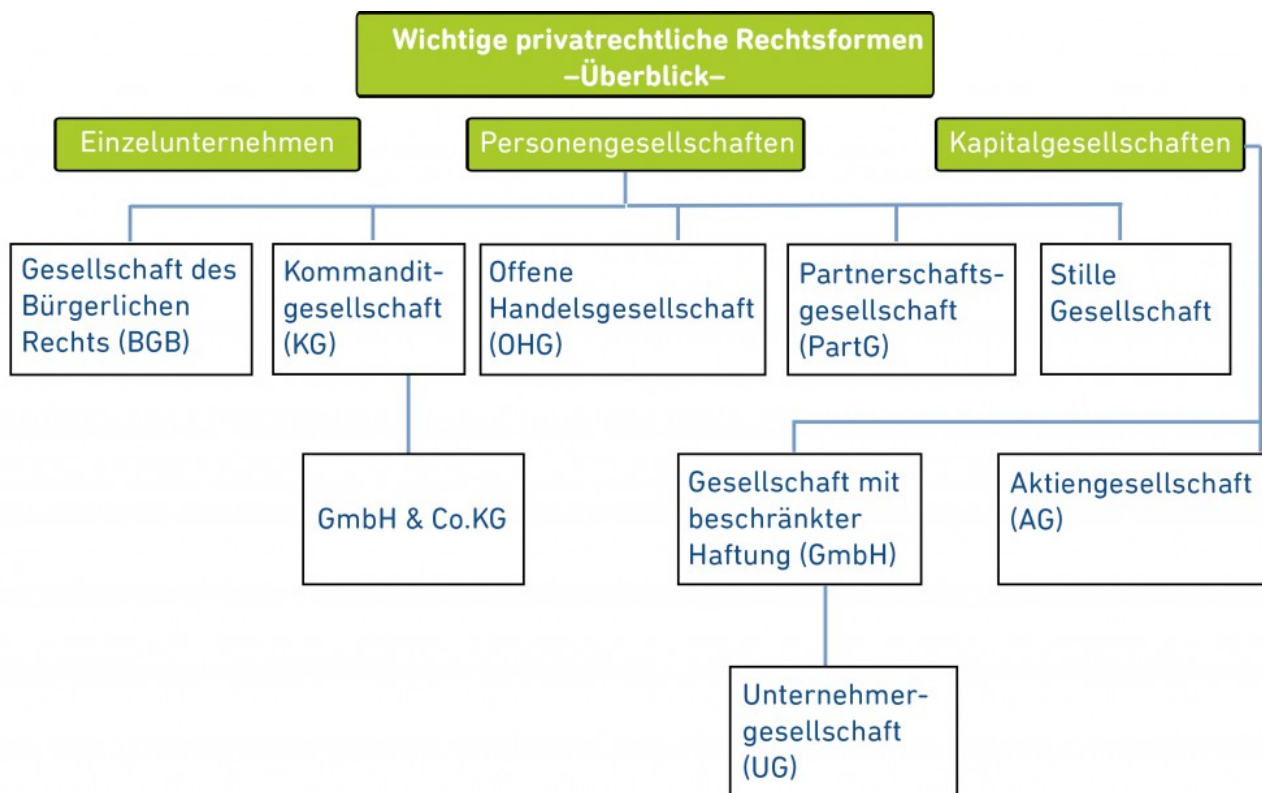 Wichtige privatrechtliche Rechtsformen
–Überblick–
Einzelunternehmen
Personengesellschaften
Kapitalgesellschaften
Gesellschaft des
Bürgerlichen
Rechts (BGB)
Kommandit-
gesellschaft
(KG)
Offene
Handelsgesellschaft
(OHG)
Partnerschafts-
gesellschaft
(PartG)
Stille
Gesellschaft
GmbH & Co.KG
Gesellschaft mit
beschränkter
Haftung (GmbH)
Aktiengesellschaft
(AG)
Unternehmer-
gesellschaft
(UG)